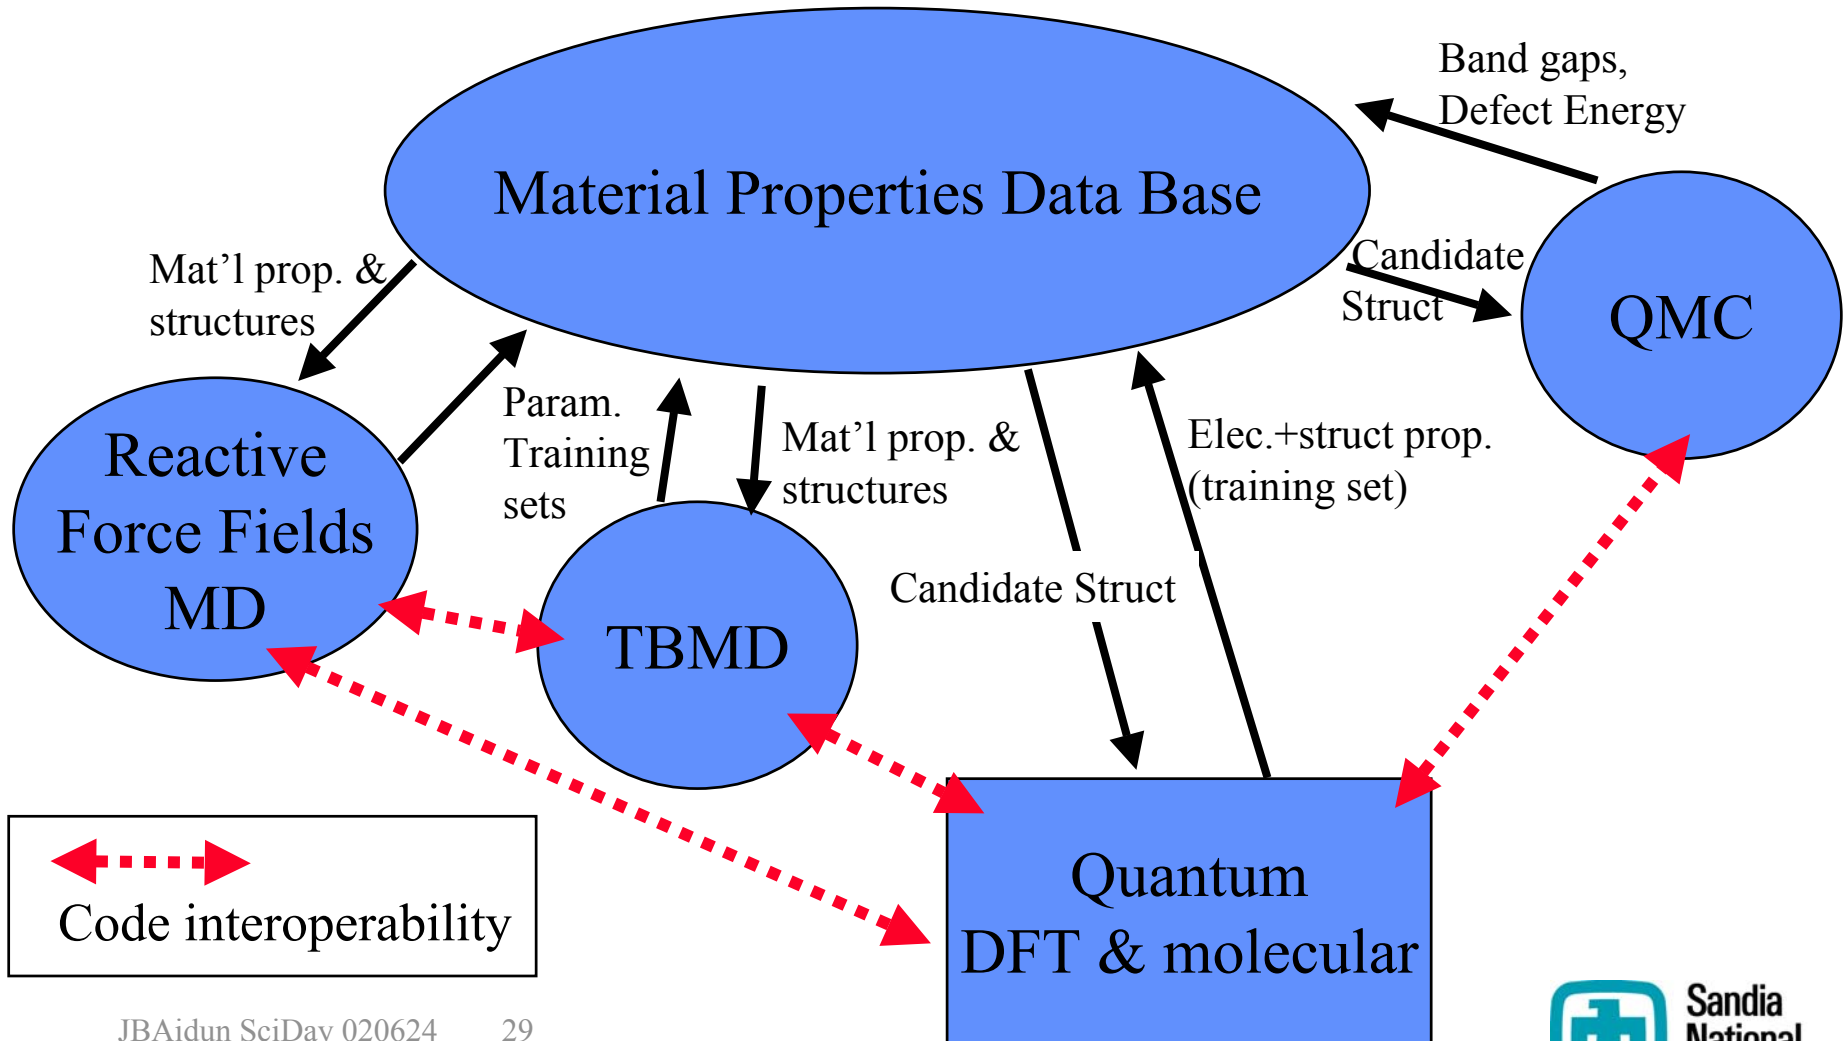 Band gaps,
Defect Energy
Material Properties Data Base
Candidate
Struct
QMC
Mat’l prop. &
structures
Param.
Training
sets
Mat’l prop. &
structures
Elec.+struct prop.
(training set)
Reactive
Force Fields
MD
Candidate Struct
TBMD
Quantum
DFT & molecular
Code interoperability
Sandia
National
JBAidun SciDav 020624 29